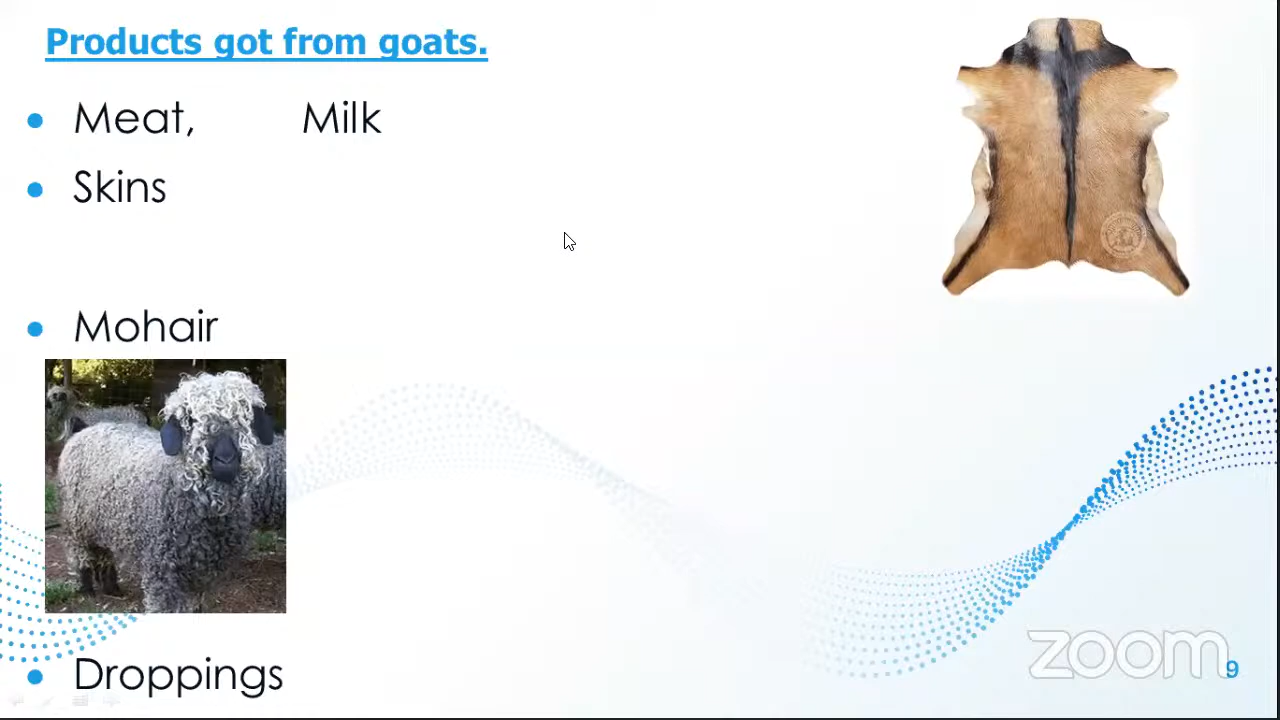 Products got from goats.
Meat, Milk
Skins
Mohair
Droppings
zoom
9